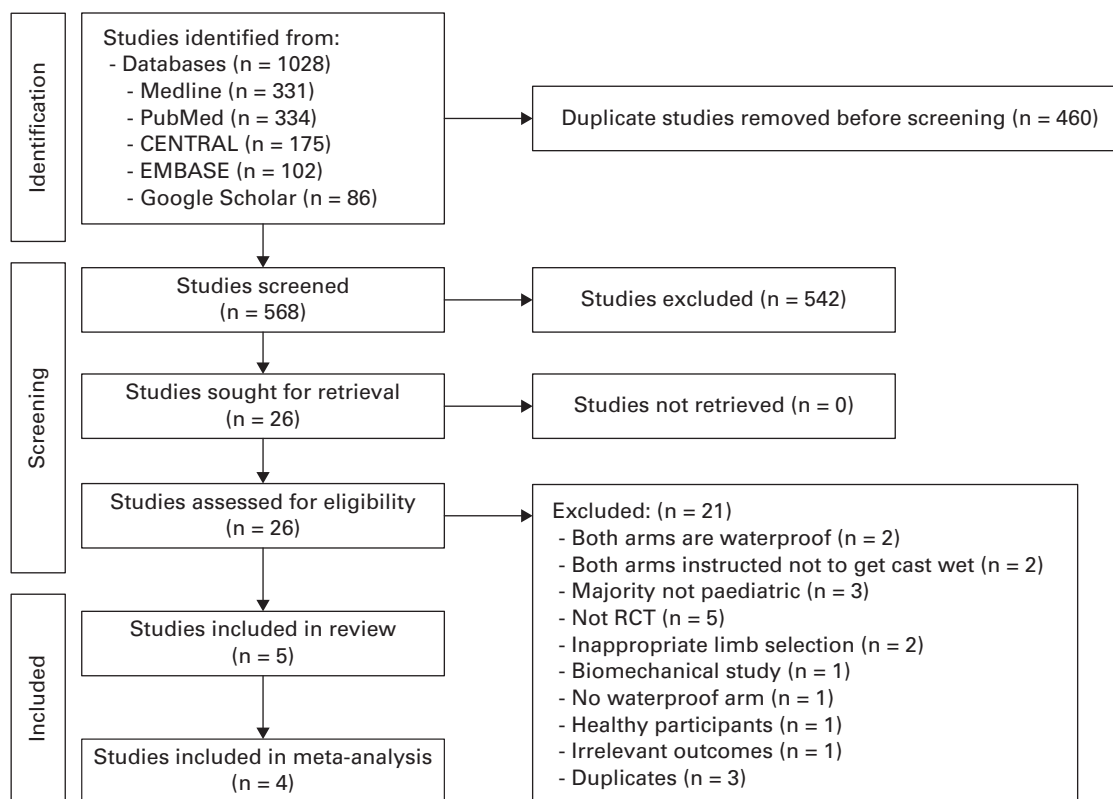 Identification
Studies identified from:
- Databases (n = 1028)
- Medline (n = 331)
- PubMed (n = 334)
- CENTRAL (n = 175)
- EMBASE (n = 102)
- Google Scholar (n = 86)
Duplicate studies removed before screening (n = 460)
Screening
Studies screened
(n = 568)
Studies excluded (n = 542)
Studies sought for retrieval
(n = 26)
Studies not retrieved (n = 0)
Studies assessed for eligibility
(n = 26)
Excluded: (n = 21)
- Both arms are waterproof (n = 2)
- Both arms instructed not to get cast wet (n = 2)
- Majority not paediatric (n = 3)
- Not RCT (n = 5)
- Inappropriate limb selection (n = 2)
- Biomechanical study (n = 1)
- No waterproof arm (n = 1)
- Healthy participants (n = 1)
- Irrelevant outcomes (n = 1)
- Duplicates (n = 3)
Included
Studies included in review
(n = 5)
Studies included in meta-analysis
(n = 4)